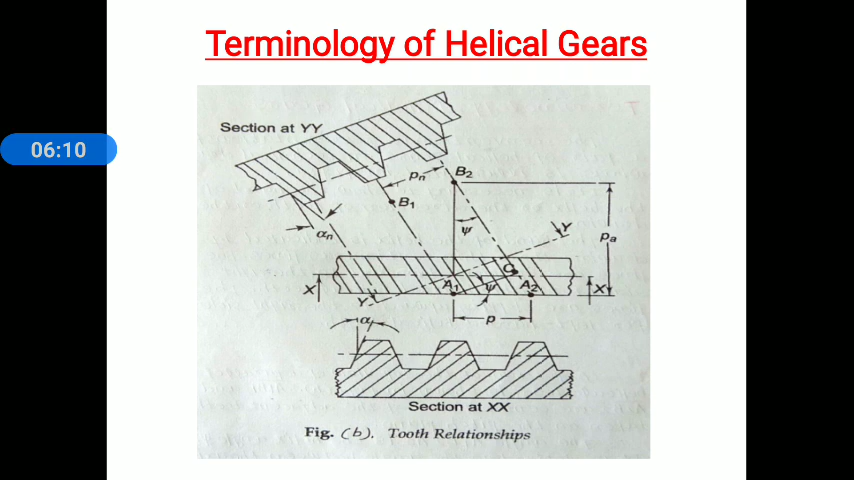 Terminology of Helical Gears
06:10
Section at YY
pn
B2
B1
ψ
Y
αn
pa
C
X
A1
ψ
A2
X
Y
p
α
Section at XX
Fig. (b). Tooth Relationships